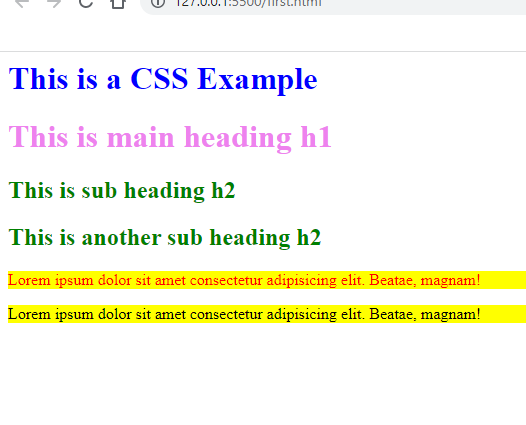 127.0.0.1:5500/first.html
This is a CSS Example
This is main heading h1
This is sub heading h2
This is another sub heading h2
Lorem ipsum dolor sit amet consectetur adipisicing elit. Beatae, magnam!
Lorem ipsum dolor sit amet consectetur adipisicing elit. Beatae, magnam!